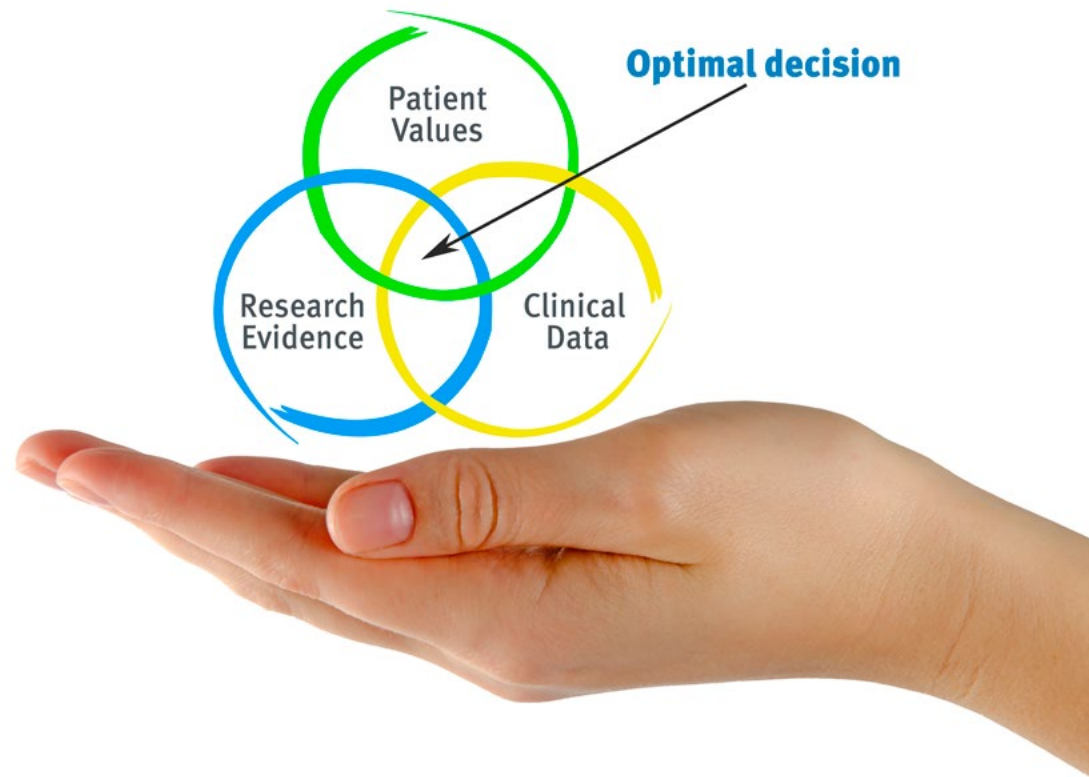 Optimal decision
Patient
Values
Research
Evidence
Clinical
Data